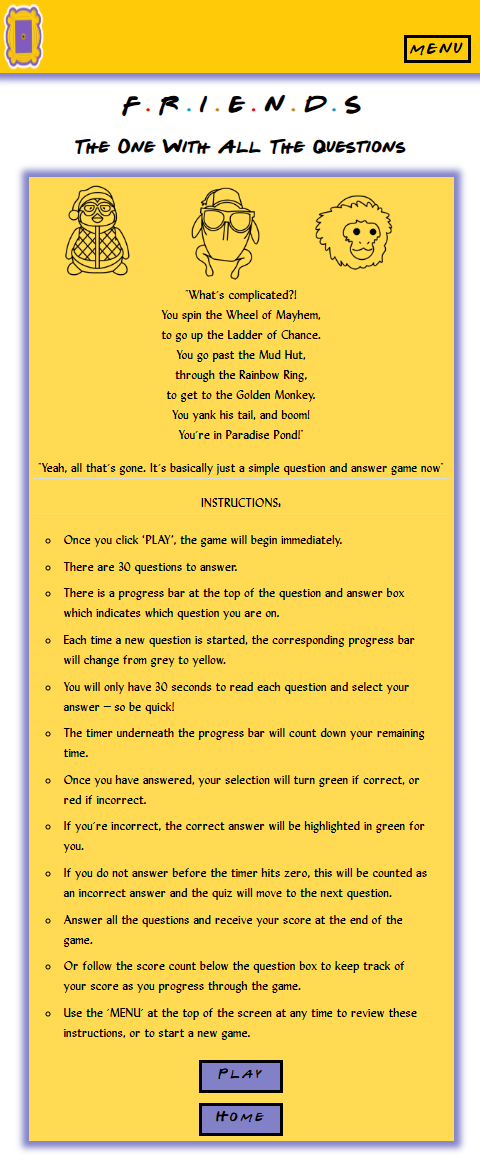 MENU
F.R.I.E.N.D.S
The One With All The Questions
"What's complicated?!
You spin the Wheel of Mayhem,
to go up the Ladder of Chance.
You go past the Mud Hut,
through the Rainbow Ring,
to get to the Golden Monkey.
You yank his tail, and boom!
You're in Paradise Pond!"
"Yeah, all that's gone. It's basically just a simple question and answer game now"
INSTRUCTIONS:
Once you click 'PLAY', the game will begin immediately.
There are 30 questions to answer.
There is a progress bar at the top of the question and answer box
which indicates which question you are on.
Each time a new question is started, the corresponding progress bar
will change from grey to yellow.
You will only have 30 seconds to read each question and select your
answer – so be quick!
The timer underneath the progress bar will count down your remaining
time.
Once you have answered, your selection will turn green if correct, or
red if incorrect.
If you're incorrect, the correct answer will be highlighted in green for
you.
If you do not answer before the timer hits zero, this will be counted as
an incorrect answer and the quiz will move to the next question.
Answer all the questions and receive your score at the end of the
game.
Or follow the score count below the question box to keep track of
your score as you progress through the game.
Use the 'MENU' at the top of the screen at any time to review these
instructions, or to start a new game.
Play
Home